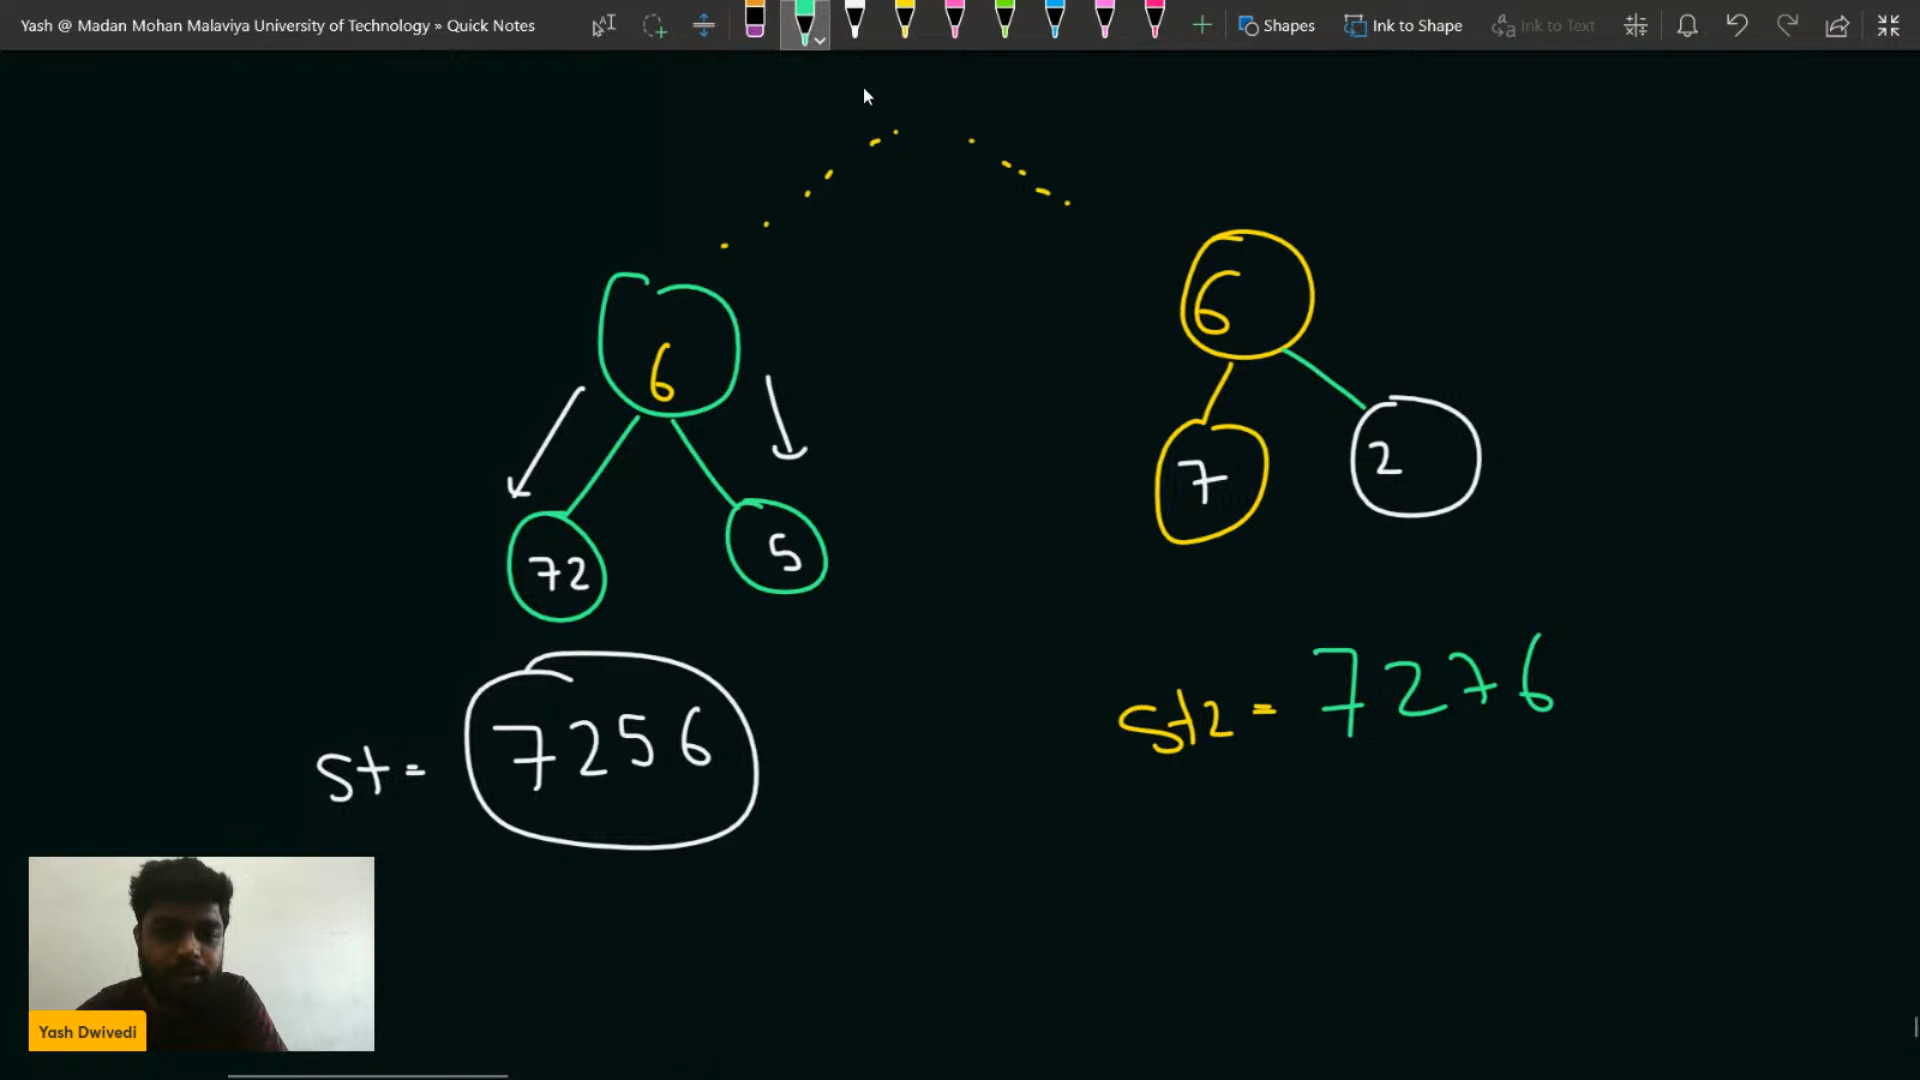 Yash @ Madan Mohan Malaviya University of Technology » Quick Notes
Shapes
Ink to Shape
Ink to Text
6
6
7
2
72
5
St2 = 7276
St = 7256
Yash Dwivedi